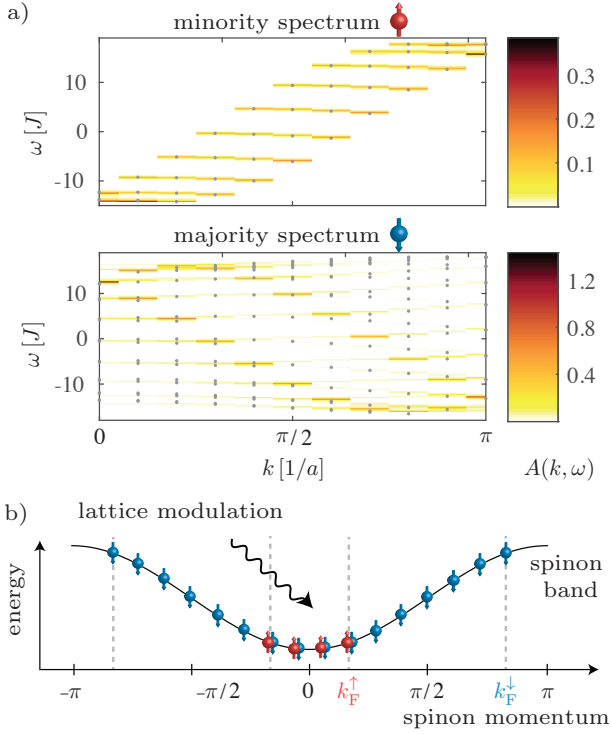 a)
minority spectrum
ω [J]
10
0
-10
0.3
0.2
0.1
majority spectrum
ω [J]
10
0
-10
1.2
0.8
0.4
0
π/2
π
k [1/a]
A(k, ω)
b)
lattice modulation
energy
spinon
band
-π
-π/2
0
k_F^↑
π/2
k_F^↓
π
spinon momentum